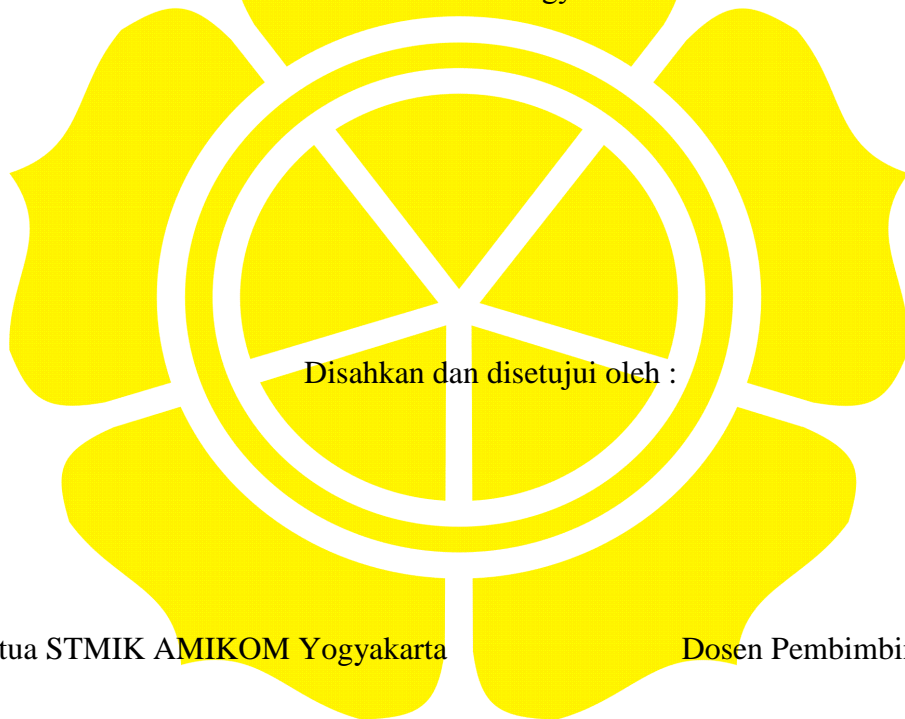 Disahkan dan disetujui oleh :
tua STMIK AMIKOM Yogyakarta Dosen Pembimbi